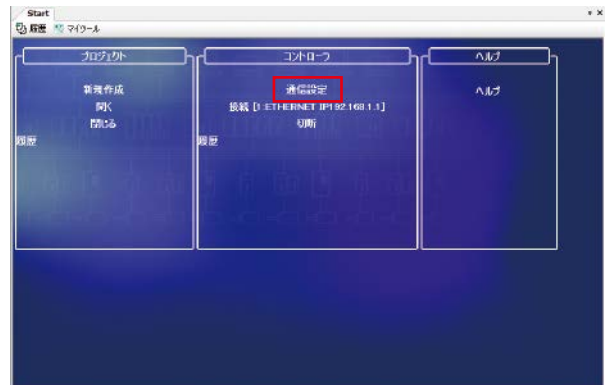 Start
履歴 マイツール
プロジェクト
新規作成
開く
閉じる
履歴
コントローラ
通信設定
接続 [1:ETHERNET IP192.168.1.1]
切断
履歴
ヘルプ
ヘルプ